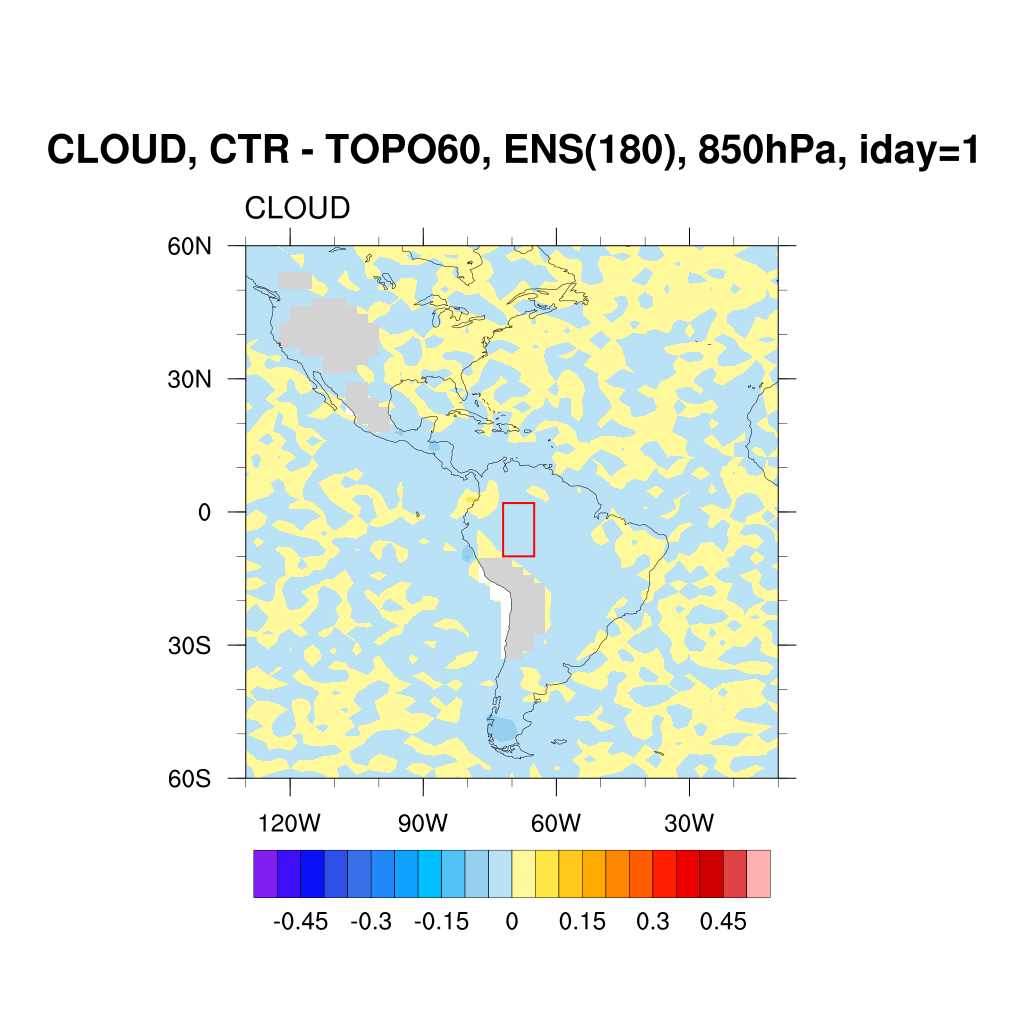 CLOUD, CTR - TOPO60, ENS(180), 850hPa, iday=1
CLOUD
60N
30N
0
30S
60S
120W 90W 60W 30W
-0.45 -0.3 -0.15 0 0.15 0.3 0.45